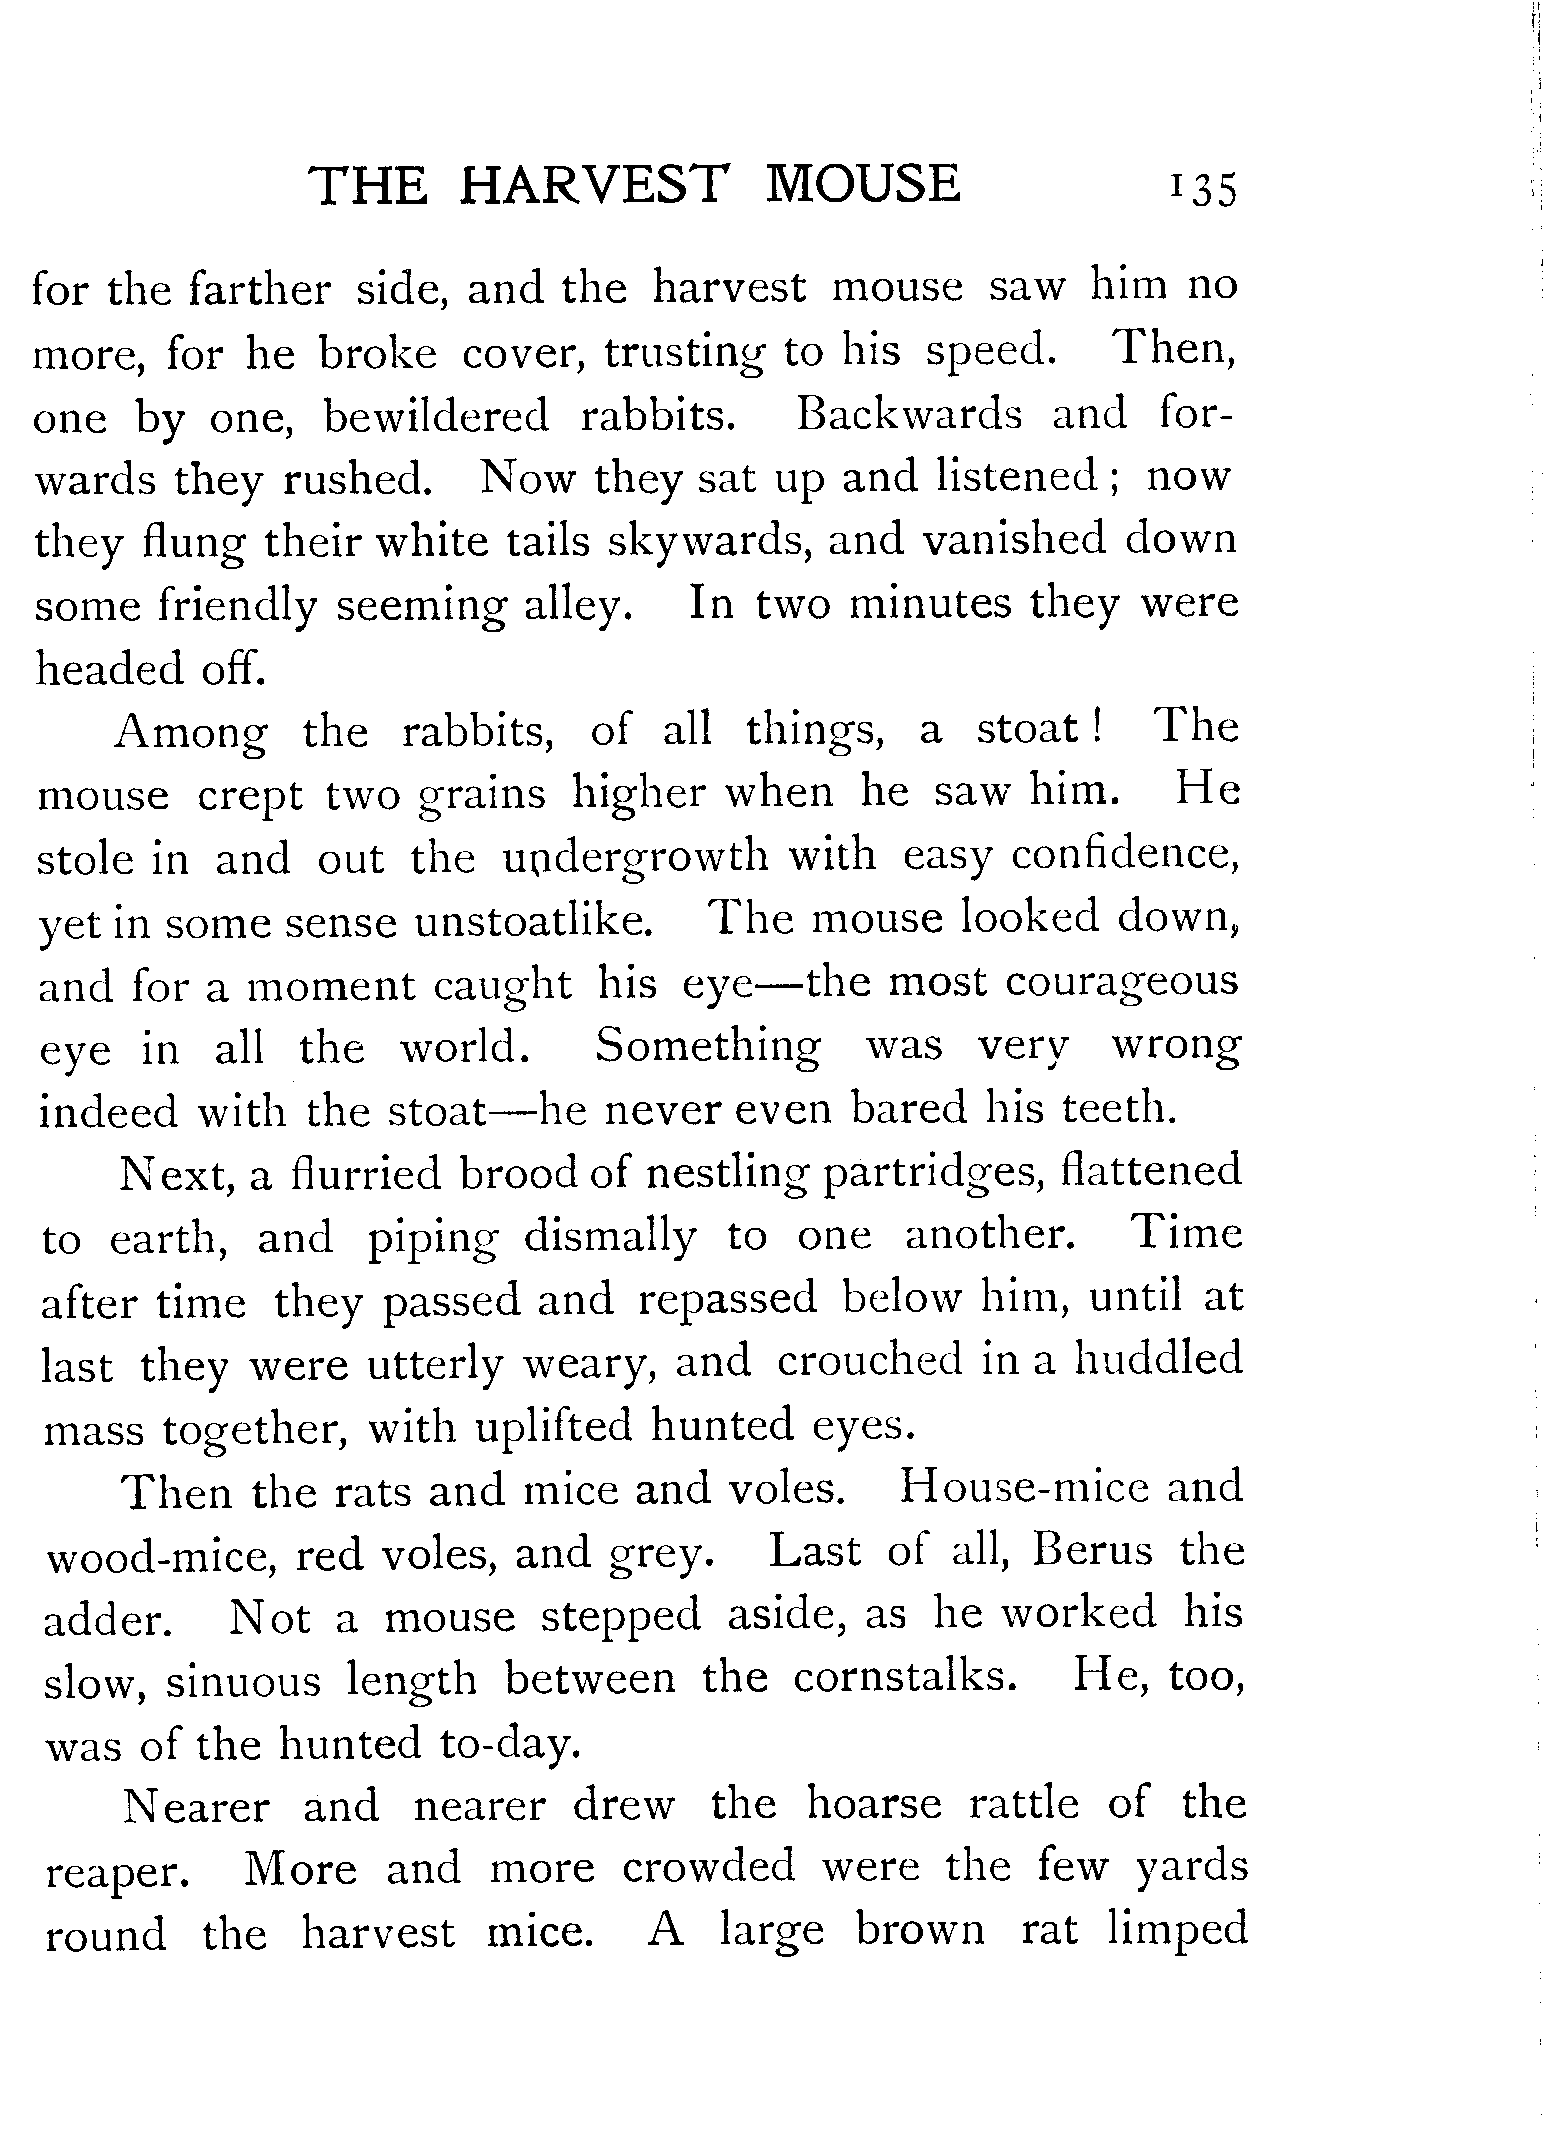 THE HARVEST MOUSE 135
for the farther side, and the harvest mouse saw him no
more, for he broke cover, trusting to his speed. Then,
one by one, bewildered rabbits. Backwards and for-
wards they rushed. Now they sat up and listened; now
they flung their white tails skywards, and vanished down
some friendly seeming alley. In two minutes they were
headed off.
Among the rabbits, of all things, a stoat! The
mouse crept two grains higher when he saw him. He
stole in and out the undergrowth with easy confidence,
yet in some sense unstoatlike. The mouse looked down,
and for a moment caught his eye—the most courageous
eye in all the world. Something was very wrong
indeed with the stoat—he never even bared his teeth.
Next, a flurried brood of nestling partridges, flattened
to earth, and piping dismally to one another. Time
after time they passed and repassed below him, until at
last they were utterly weary, and crouched in a huddled
mass together, with uplifted hunted eyes.
Then the rats and mice and voles. House-mice and
wood-mice, red voles, and grey. Last of all, Berus the
adder. Not a mouse stepped aside, as he worked his
slow, sinuous length between the cornstalks. He, too,
was of the hunted to-day.
Nearer and nearer drew the hoarse rattle of the
reaper. More and more crowded were the few yards
round the harvest mice. A large brown rat limped